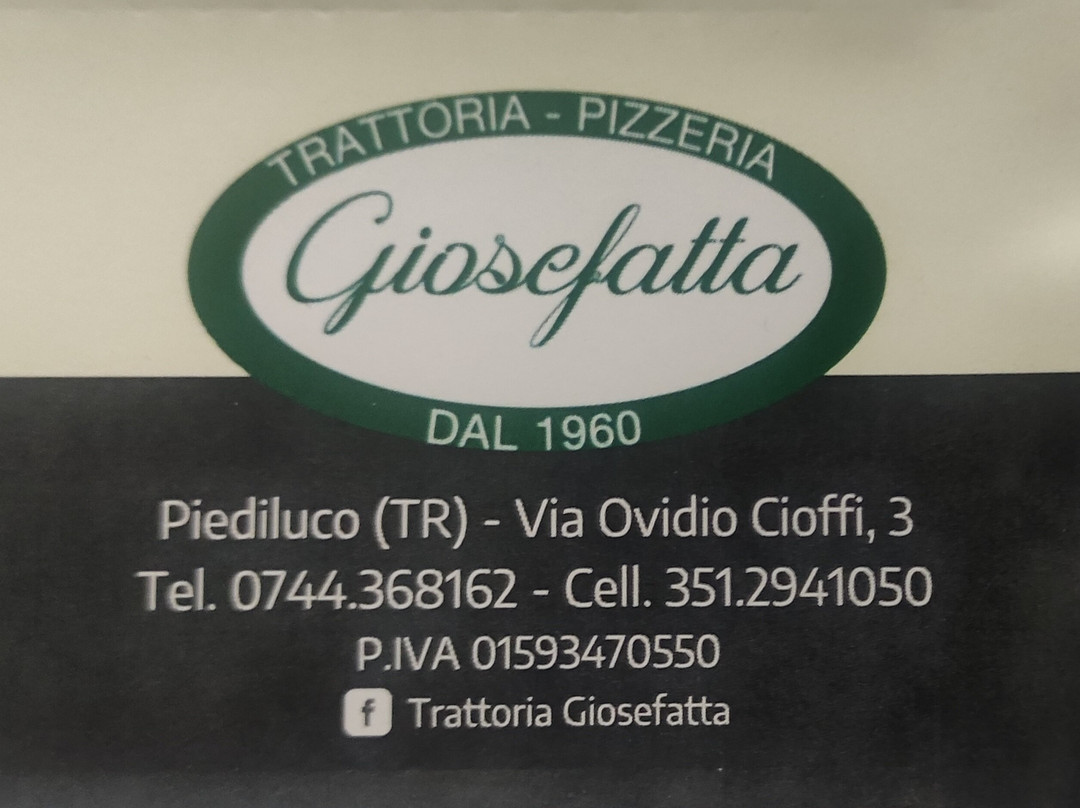 TRATTORIA - PIZZERIA
Giosefatta
DAL 1960
Piediluco (TR) - Via Ovidio Cioffi, 3
Tel. 0744.368162 - Cell. 351.2941050
P.IVA 01593470550
f Trattoria Giosefatta